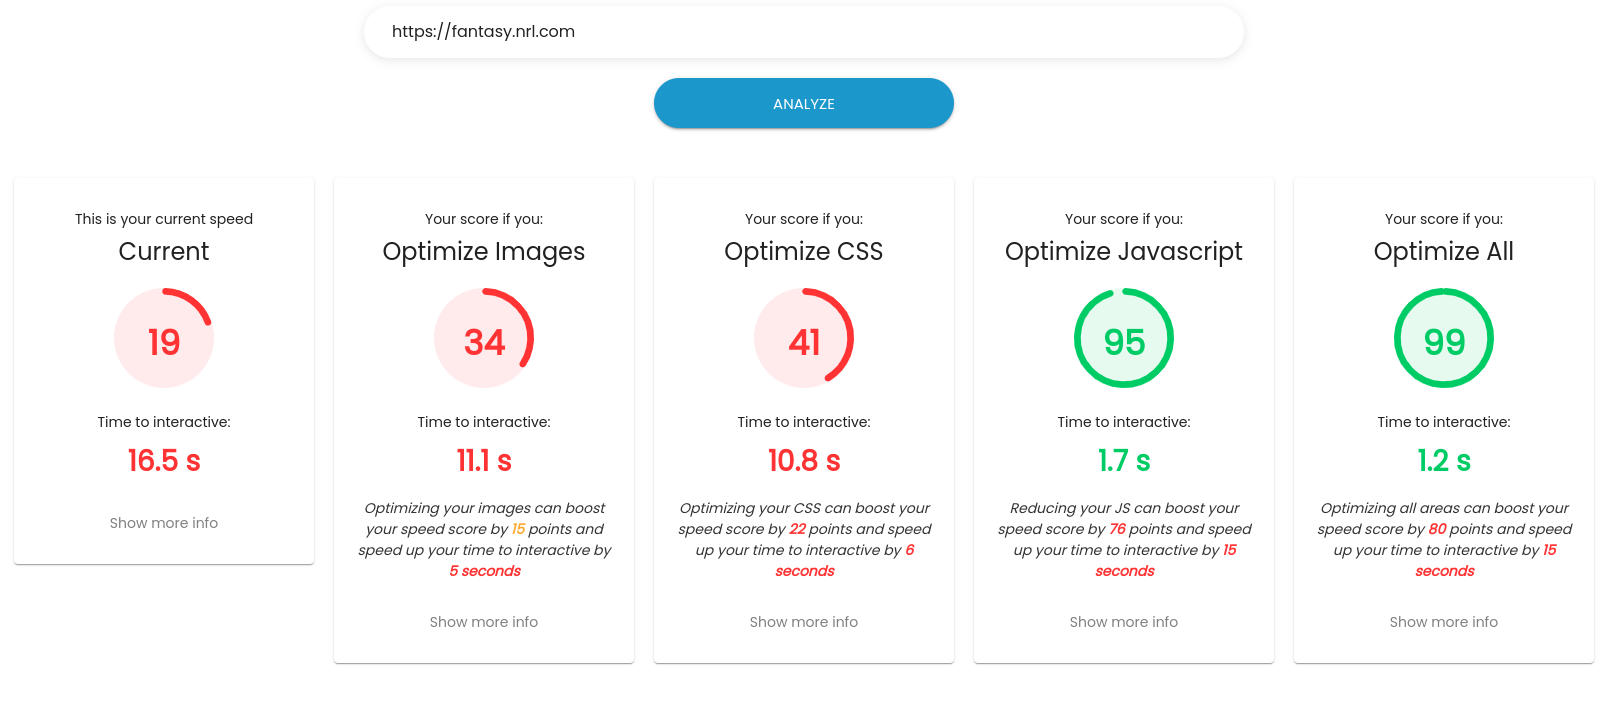 https://fantasy.nrl.com
ANALYZE
This is your current speed
Current
19
Time to interactive:
16.5 s
Show more info
Your score if you:
Optimize Images
34
Time to interactive:
11.1 s
Optimizing your images can boost
your speed score by 15 points and
speed up your time to interactive by
5 seconds
Show more info
Your score if you:
Optimize CSS
41
Time to interactive:
10.8 s
Optimizing your CSS can boost your
speed score by 22 points and speed
up your time to interactive by 6
seconds
Show more info
Your score if you:
Optimize Javascript
95
Time to interactive:
1.7 s
Reducing your JS can boost your
speed score by 76 points and speed
up your time to interactive by 15
seconds
Show more info
Your score if you:
Optimize All
99
Time to interactive:
1.2 s
Optimizing all areas can boost your
speed score by 80 points and speed
up your time to interactive by 15
seconds
Show more info